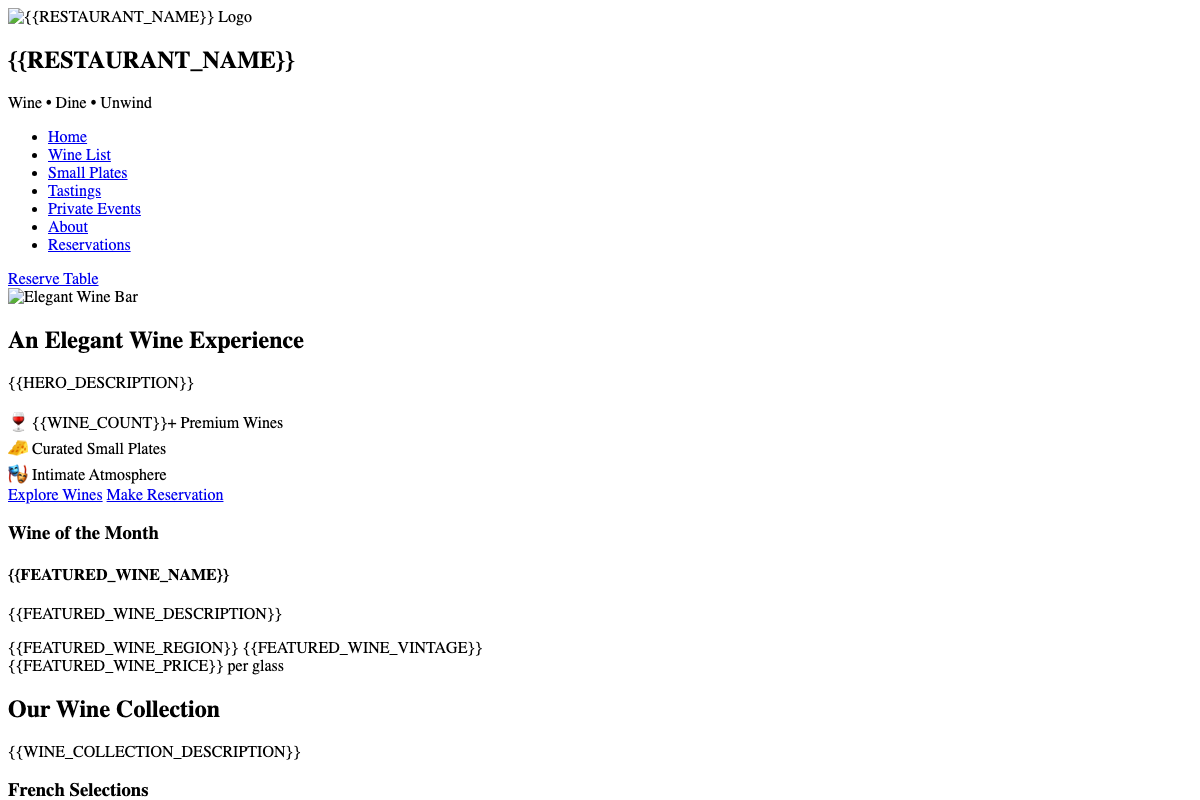 {{RESTAURANT_NAME}} Logo
{{RESTAURANT_NAME}}
Wine • Dine • Unwind
Home
Wine List
Small Plates
Tastings
Private Events
About
Reservations
Reserve Table
Elegant Wine Bar
An Elegant Wine Experience
{{HERO_DESCRIPTION}}
🍷 {{WINE_COUNT}}+ Premium Wines
🧀 Curated Small Plates
🎭 Intimate Atmosphere
Explore Wines Make Reservation
Wine of the Month
{{FEATURED_WINE_NAME}}
{{FEATURED_WINE_DESCRIPTION}}
{{FEATURED_WINE_REGION}} {{FEATURED_WINE_VINTAGE}}
{{FEATURED_WINE_PRICE}} per glass
Our Wine Collection
{{WINE_COLLECTION_DESCRIPTION}}
French Selections